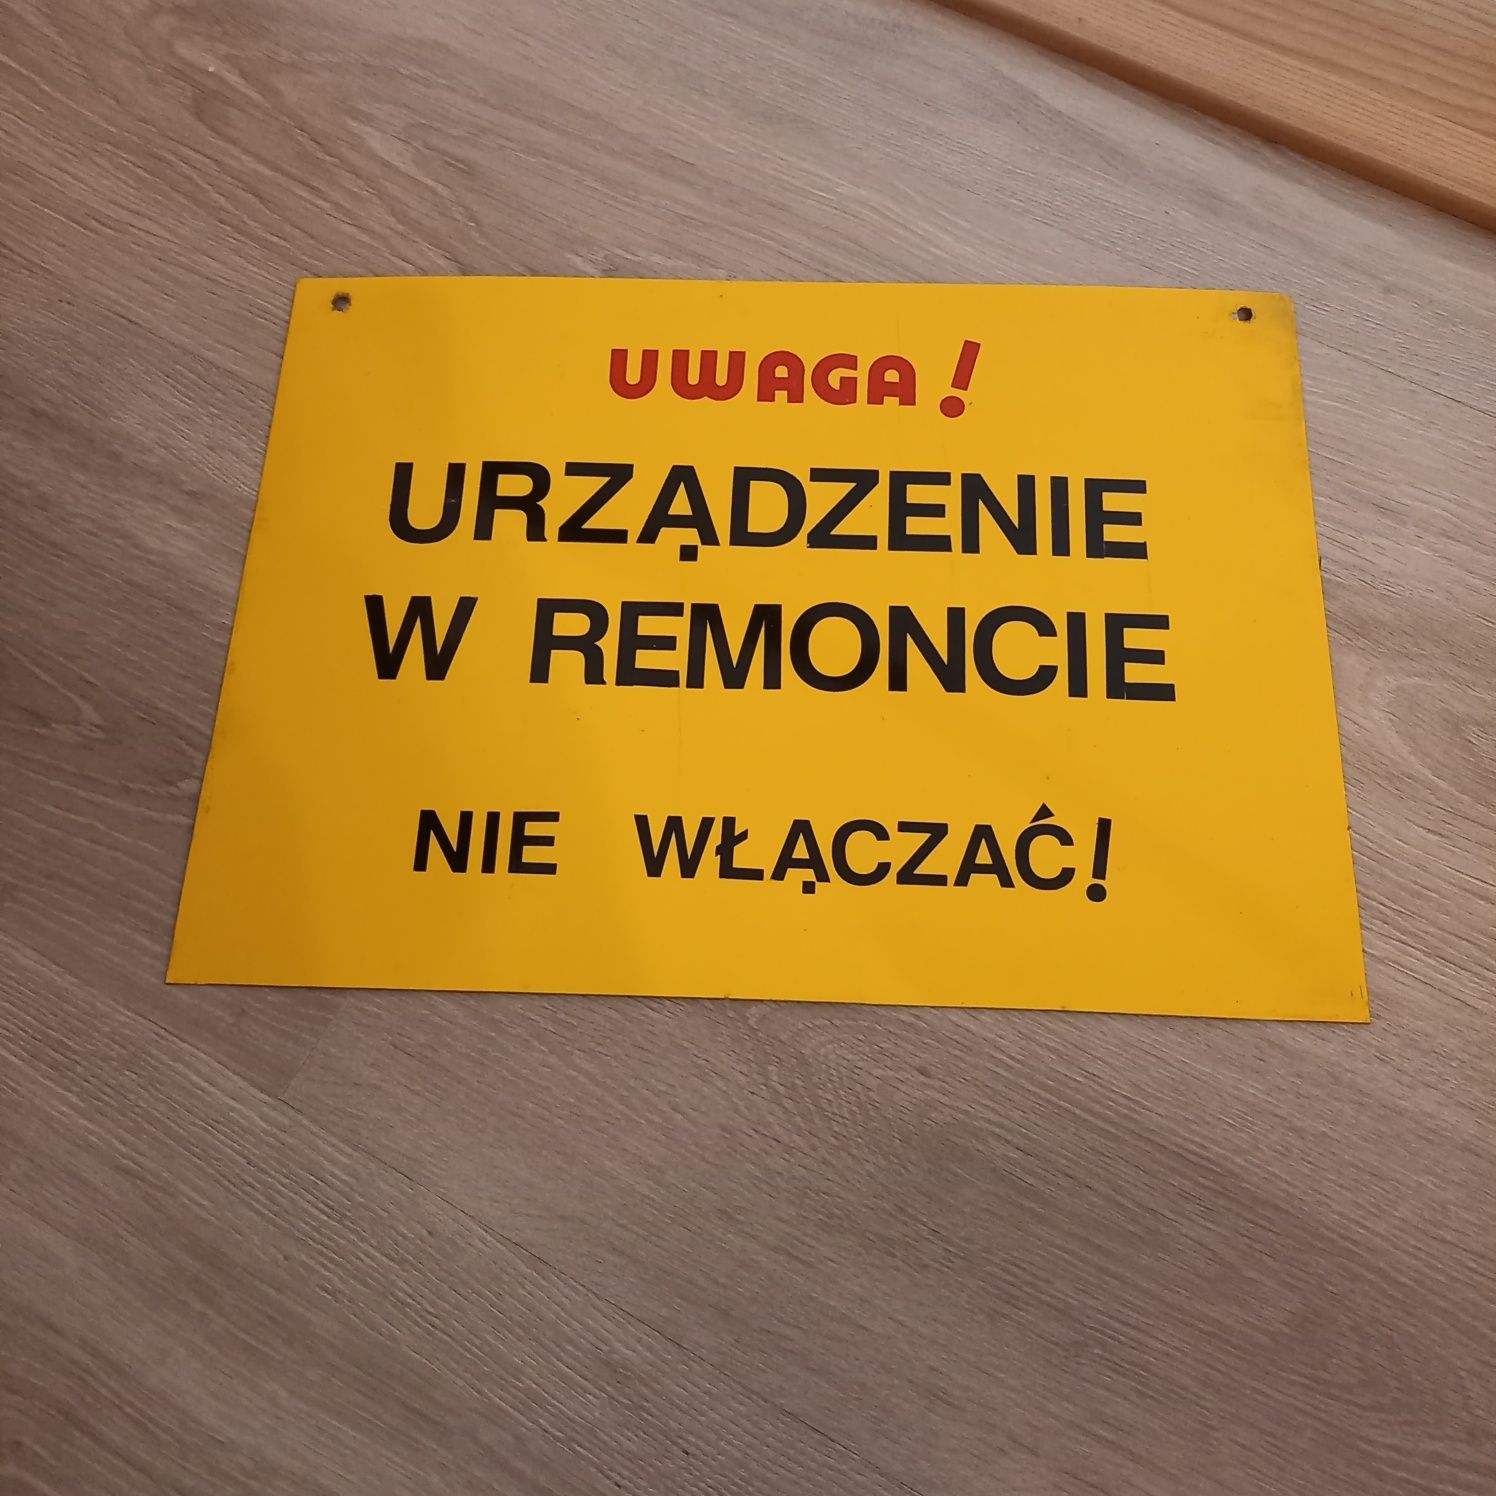 UWAGA!
URZĄDZENIE
W REMONCIE
NIE WŁĄCZAĆ!